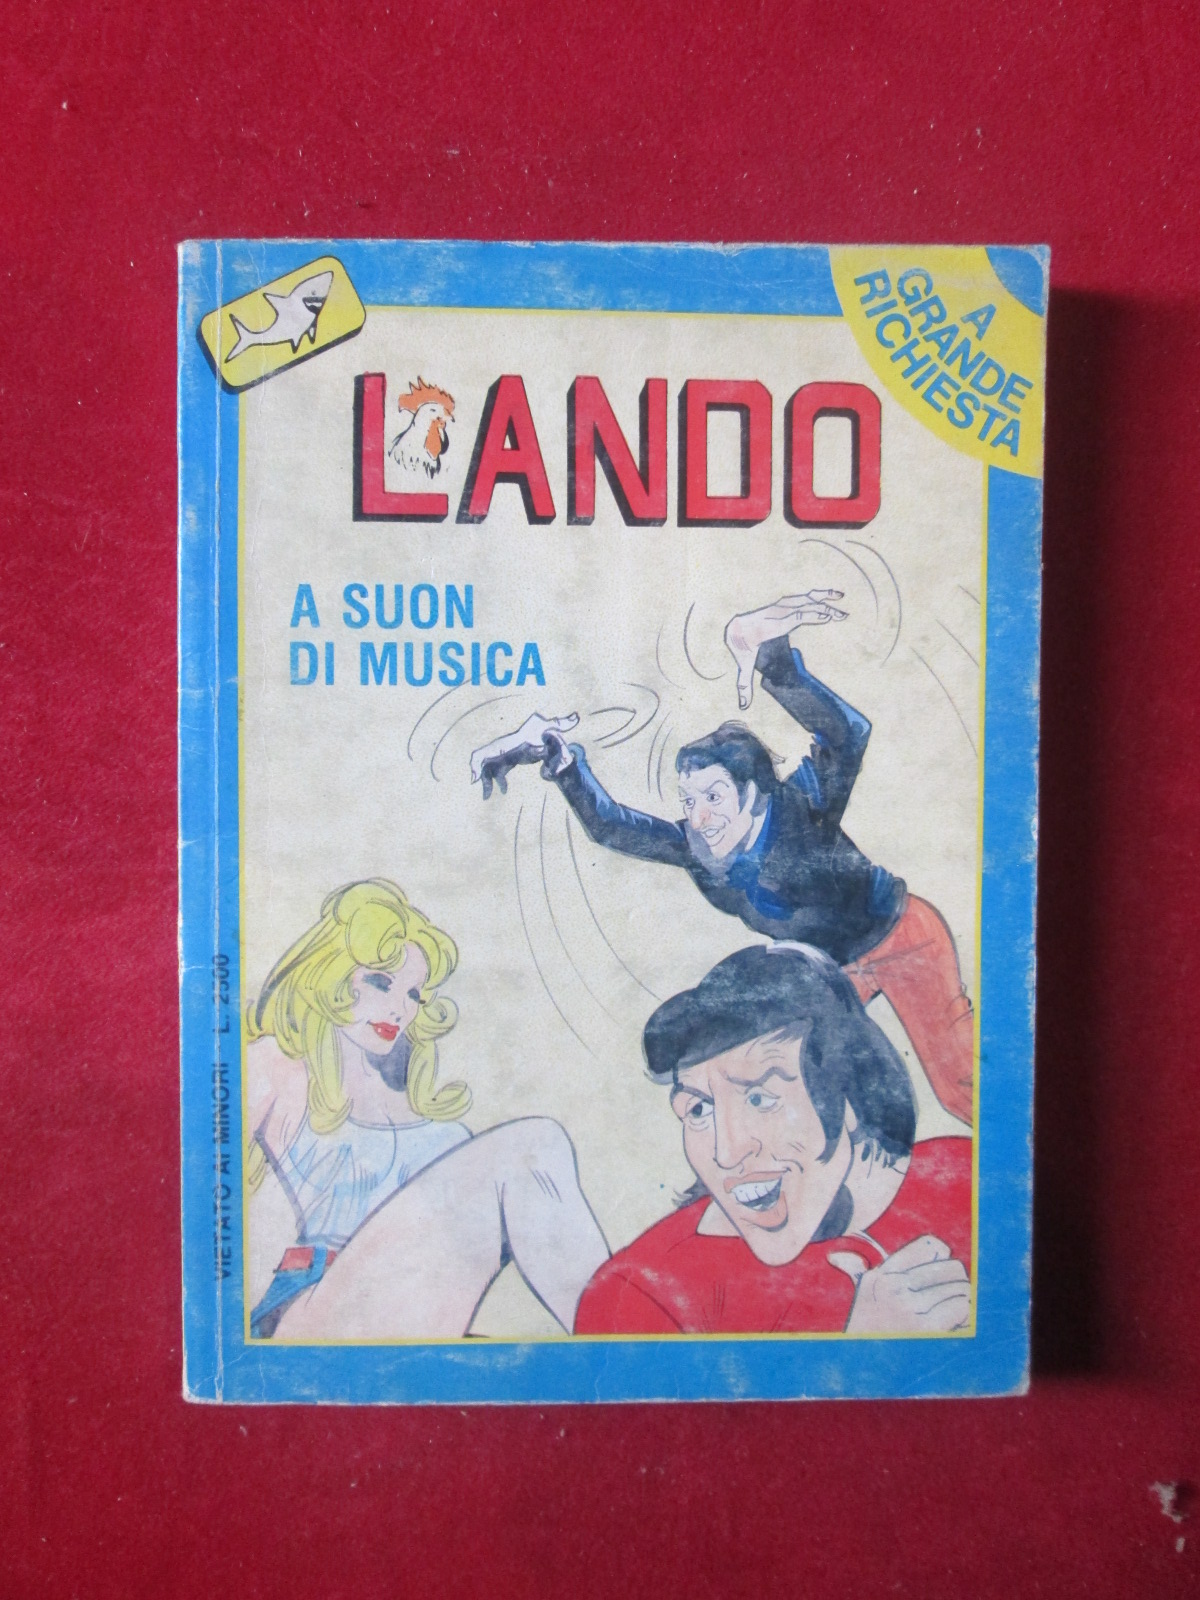 A
GRANDE
RICHIESTA
LANDO
A SUON
DI MUSICA
VIETATO AI MINORI L. 2500